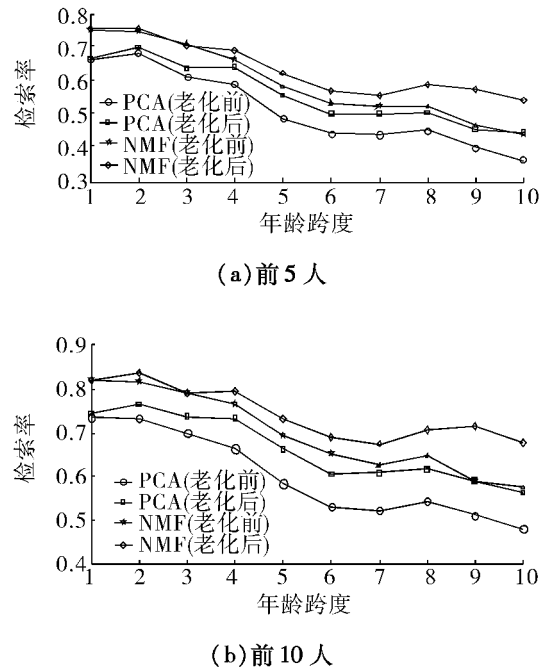 0.8
0.7
0.6
0.5
0.4
0.3
检索率
PCA(老化前)
PCA(老化后)
NMF(老化前)
NMF(老化后)
1 2 3 4 5 6 7 8 9 10
年龄跨度
(a)前5人
0.9
0.8
0.7
0.6
0.5
0.4
检索率
PCA(老化前)
PCA(老化后)
NMF(老化前)
NMF(老化后)
1 2 3 4 5 6 7 8 9 10
年龄跨度
(b)前10人